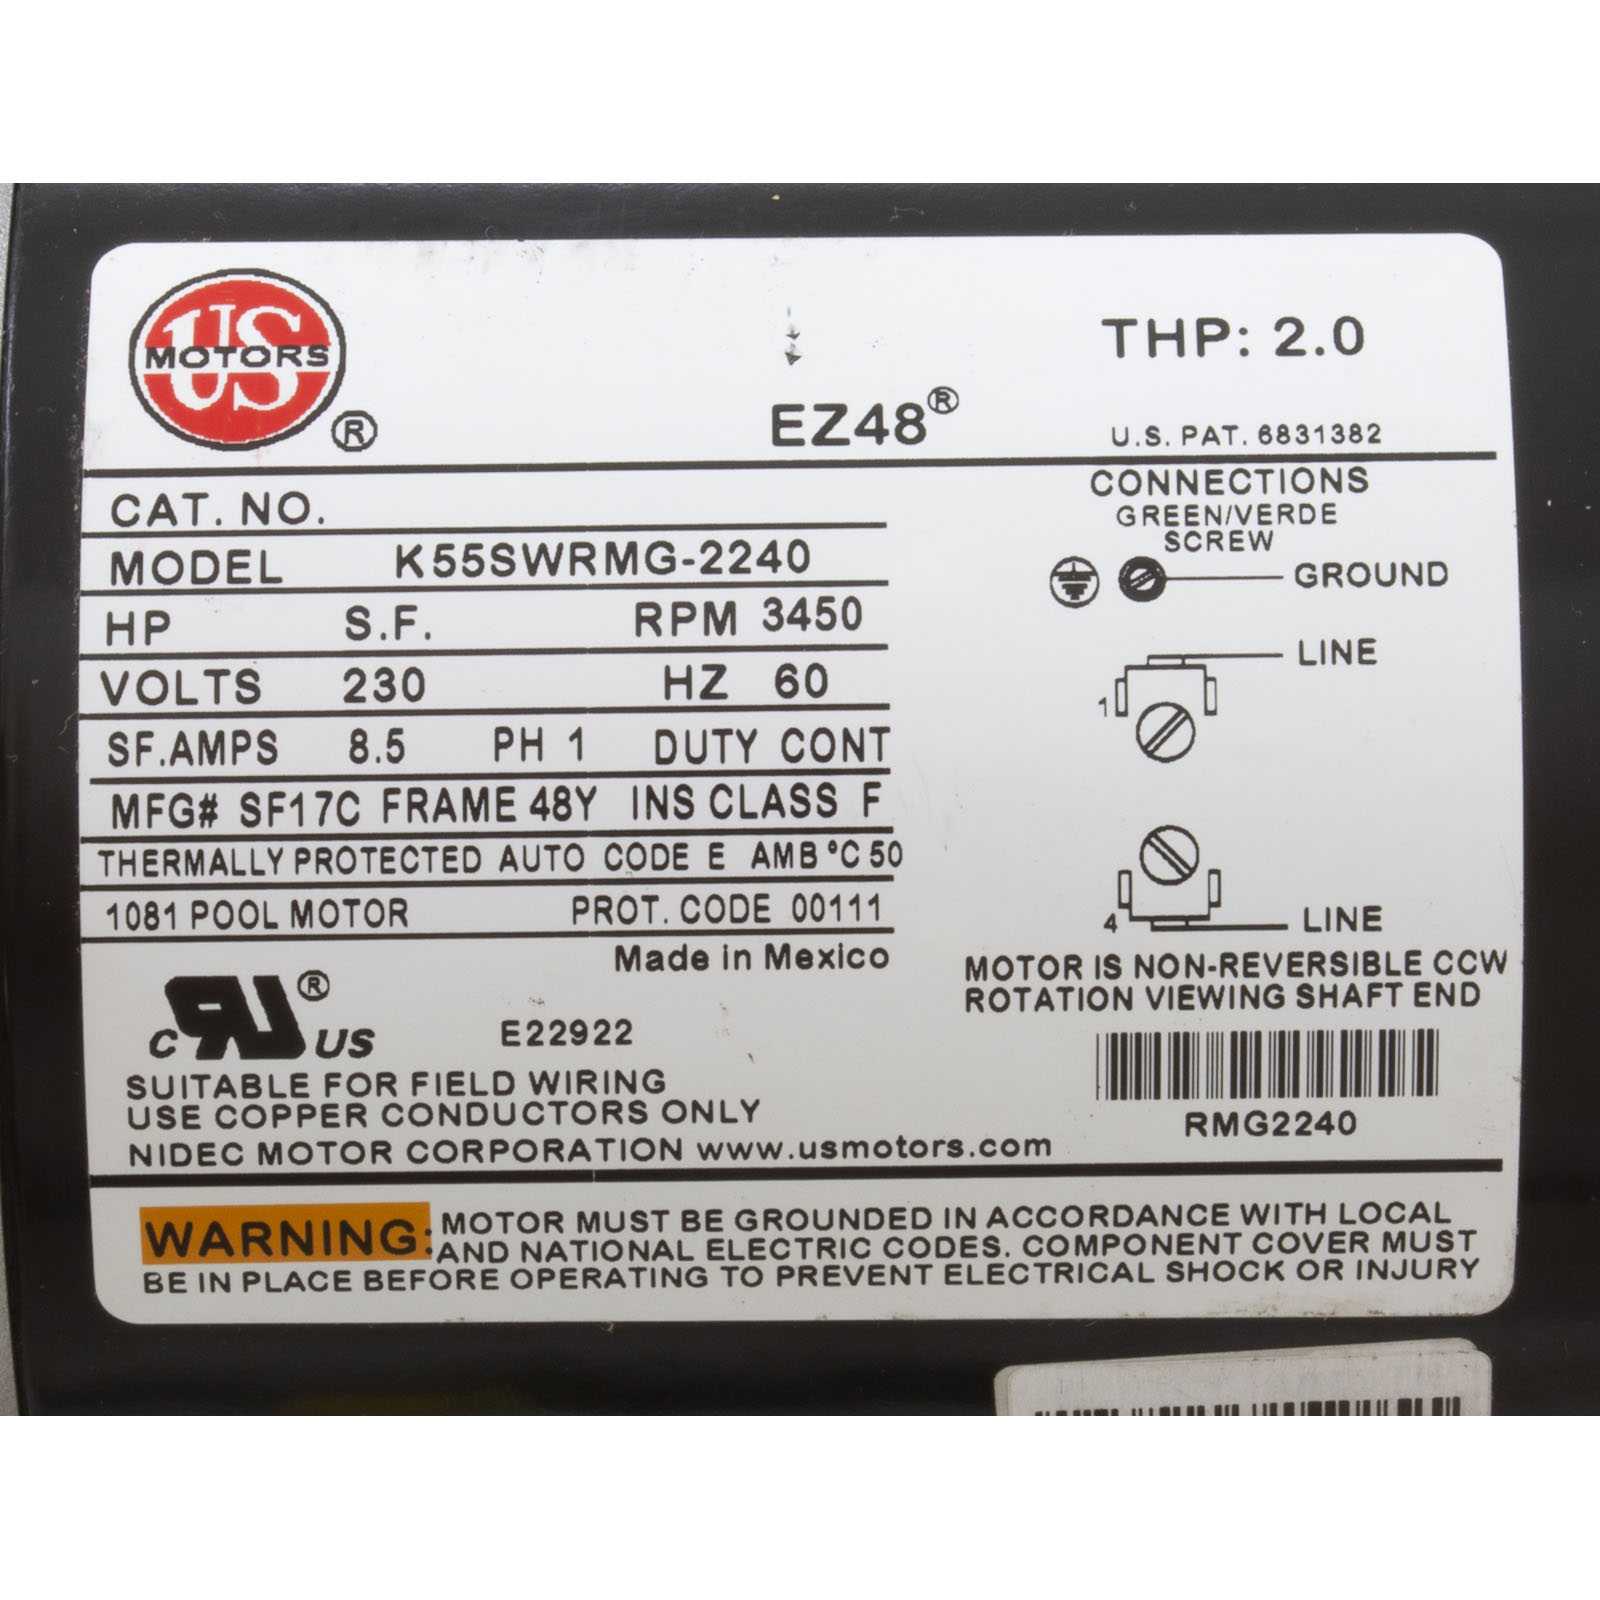 US
MOTORS
®
EZ48®
THP: 2.0
U.S. PAT. 6831382
CAT. NO.
MODEL K55SWRMG-2240
HP S.F. RPM 3450
VOLTS 230 HZ 60
SF.AMPS 8.5 PH 1 DUTY CONT
MFG# SF17C FRAME 48Y INS CLASS F
THERMALLY PROTECTED AUTO CODE E AMB °C 50
1081 POOL MOTOR PROT. CODE 00111
Made in Mexico
CONNECTIONS
GREEN/VERDE
SCREW
GROUND
LINE
1
4
LINE
MOTOR IS NON-REVERSIBLE CCW
ROTATION VIEWING SHAFT END
RMG2240
c RU® US E22922
SUITABLE FOR FIELD WIRING
USE COPPER CONDUCTORS ONLY
NIDEC MOTOR CORPORATION www.usmotors.com
WARNING: MOTOR MUST BE GROUNDED IN ACCORDANCE WITH LOCAL
AND NATIONAL ELECTRIC CODES. COMPONENT COVER MUST
BE IN PLACE BEFORE OPERATING TO PREVENT ELECTRICAL SHOCK OR INJURY